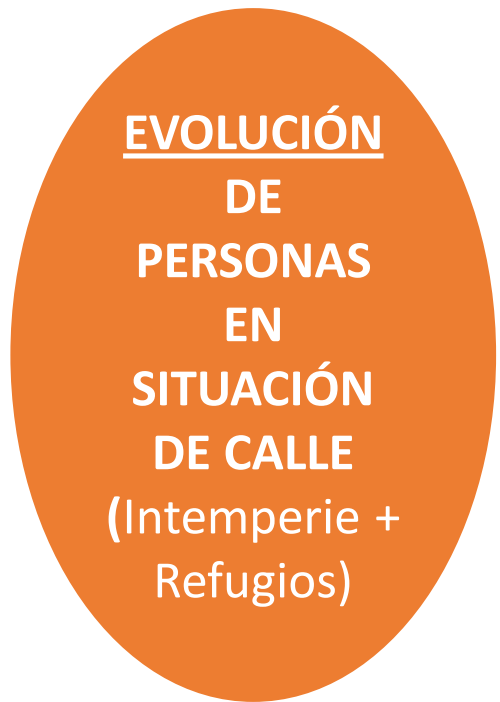 EVOLUCIÓN
DE
PERSONAS
EN
SITUACIÓN
DE CALLE
(Intemperie +
Refugios)